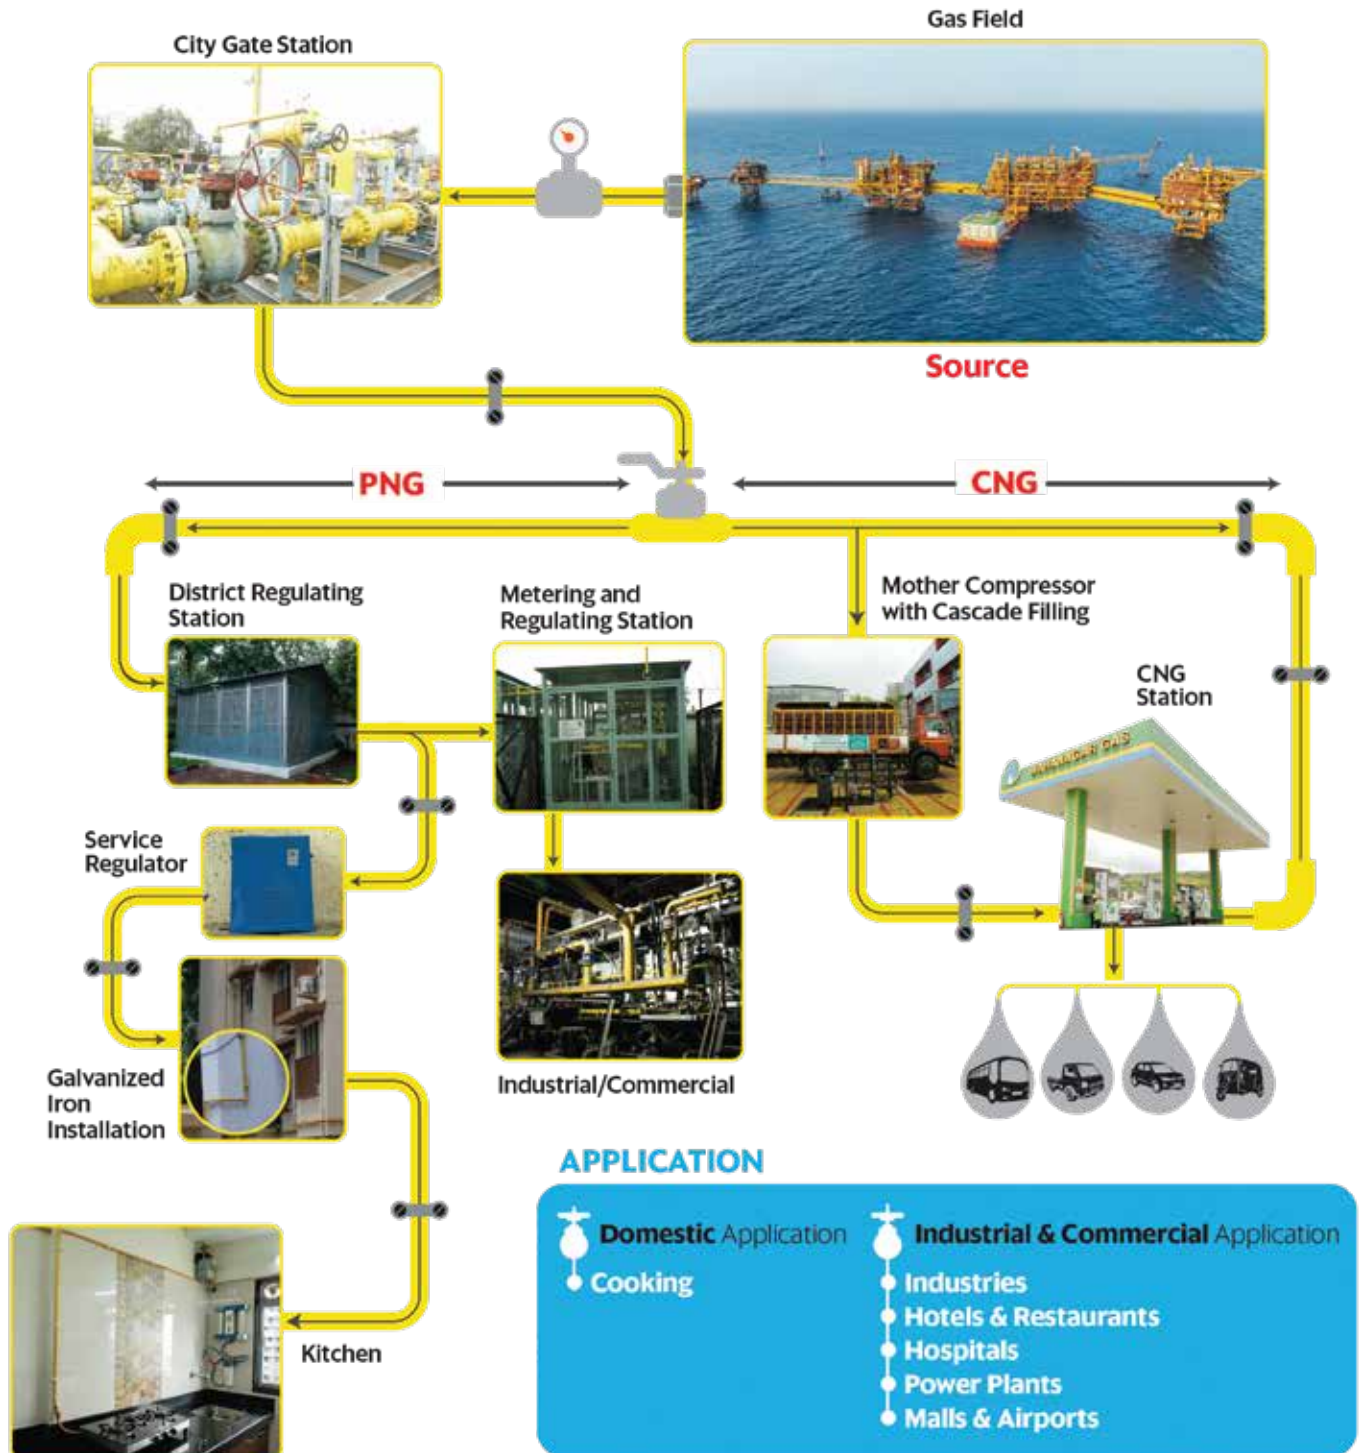 Gas Field
City Gate Station
Source
PNG
CNG
District Regulating
Station
Metering and
Regulating Station
Mother Compressor
with Cascade Filling
CNG
Station
MAHANAGAR GAS
Service
Regulator
Galvanized
Iron
Installation
Industrial/Commercial
Kitchen
APPLICATION
Domestic Application
Cooking
Industrial & Commercial Application
Industries
Hotels & Restaurants
Hospitals
Power Plants
Malls & Airports